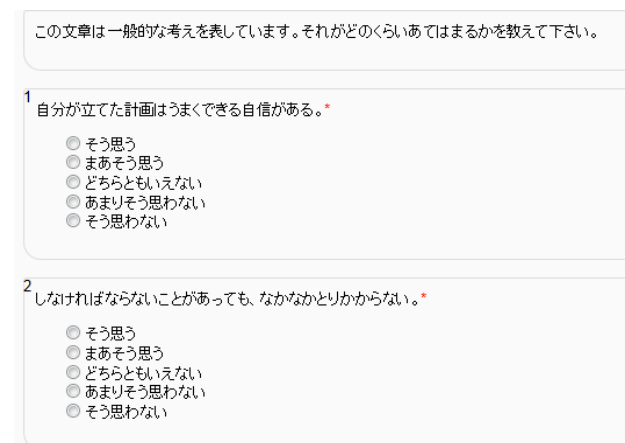 この文章は一般的な考えを表しています。それがどのくらいあてはまるかを教えて下さい。
1
自分が立てた計画はうまくできる自信がある。*
そう思う
まあそう思う
どちらともいえない
あまりそう思わない
そう思わない
2
しなければならないことがあっても、なかなかとりかからない。*
そう思う
まあそう思う
どちらともいえない
あまりそう思わない
そう思わない